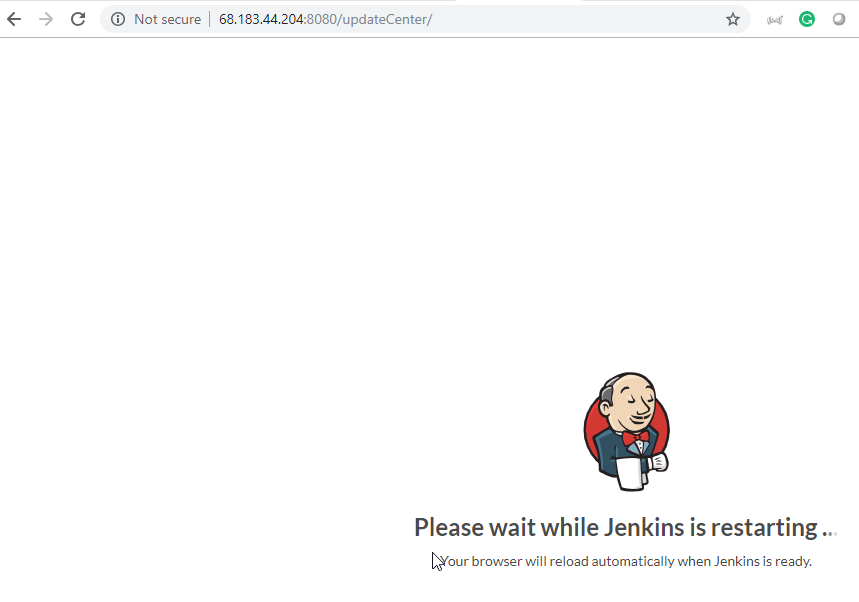 Not secure | 68.183.44.204:8080/updateCenter/
Please wait while Jenkins is restarting ...
Your browser will reload automatically when Jenkins is ready.